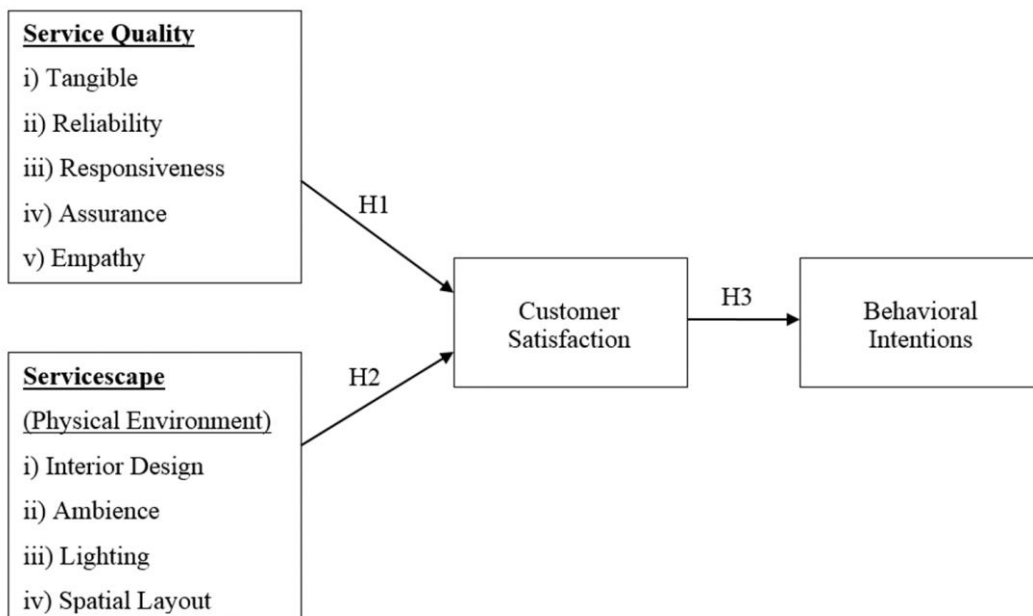 Service Quality
i) Tangible
ii) Reliability
iii) Responsiveness
iv) Assurance
v) Empathy
H1
Customer
Satisfaction
H3
Behavioral
Intentions
H2
Servicescape
(Physical Environment)
i) Interior Design
ii) Ambience
iii) Lighting
iv) Spatial Layout